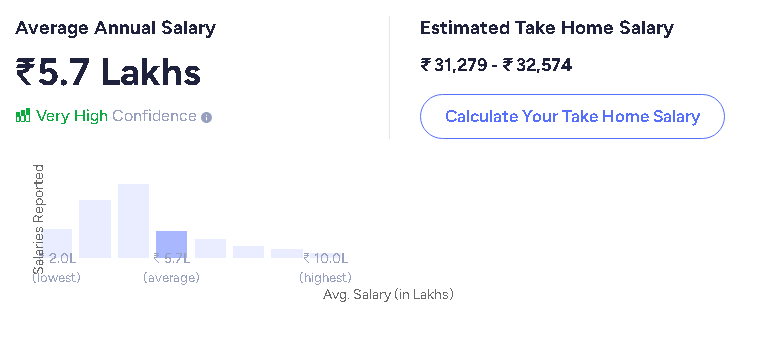 Average Annual Salary
₹5.7 Lakhs
Very High Confidence
Estimated Take Home Salary
₹ 31,279 - ₹ 32,574
Calculate Your Take Home Salary
Salaries Reported
₹ 2.0L
(lowest)
₹ 5.7L
(average)
₹ 10.0L
(highest)
Avg. Salary (in Lakhs)